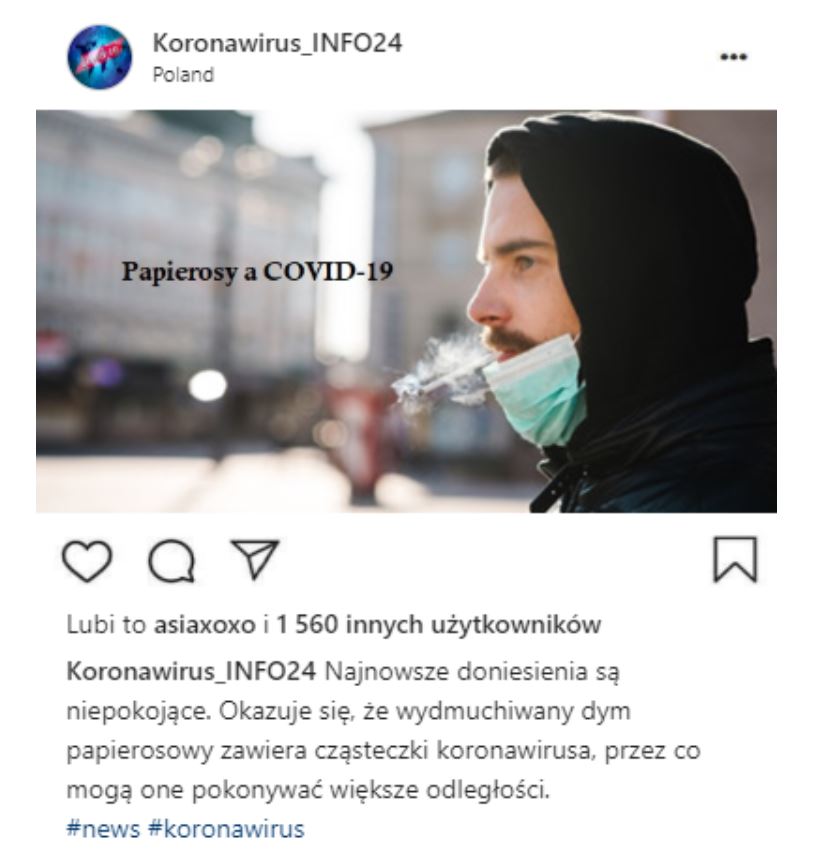 Koronawirus_INFO24
Poland
Papierosy a COVID-19
Lubi to asiaxoxo i 1 560 innych użytkowników
Koronawirus_INFO24 Najnowsze doniesienia są
niepokojące. Okazuje się, że wydmuchiwany dym
papierosowy zawiera cząsteczki koronawirusa, przez co
mogą one pokonywać większe odległości.
#news #koronawirus